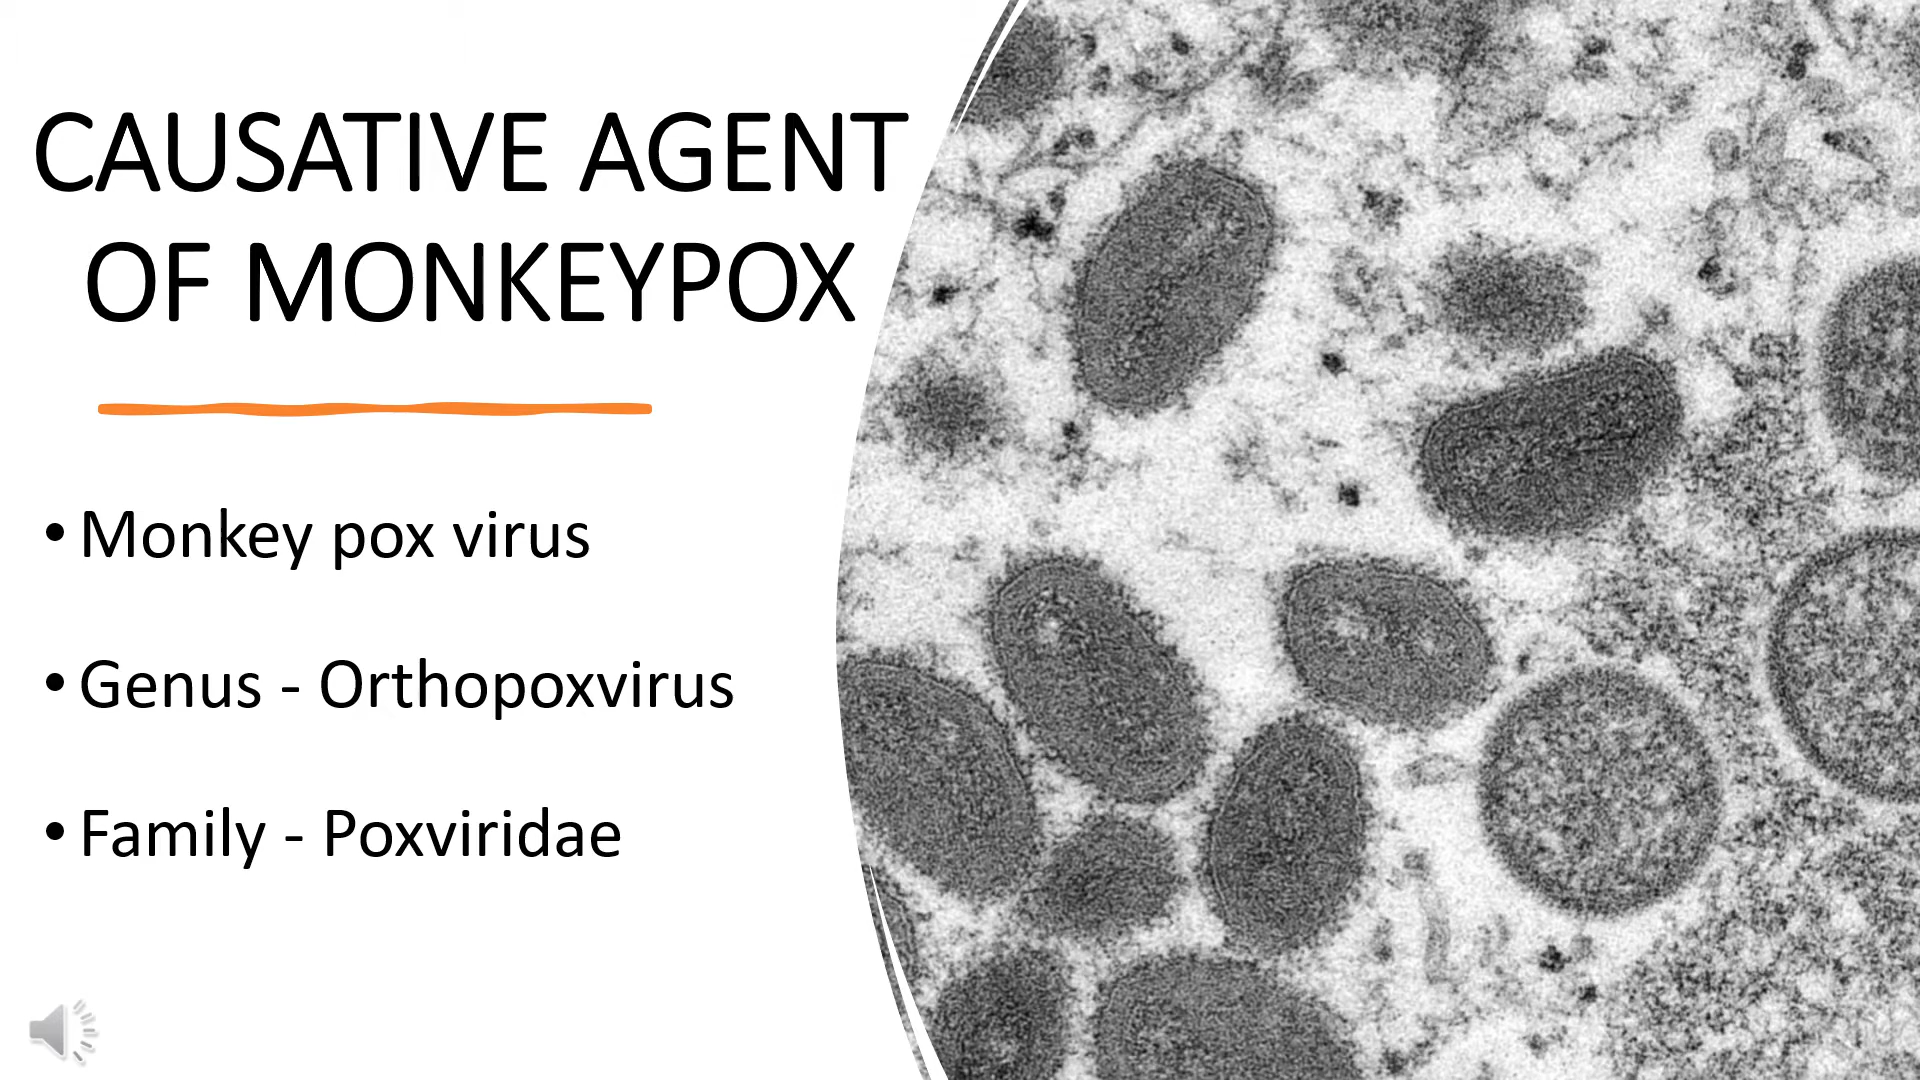 CAUSATIVE AGENT
OF MONKEYPOX
• Monkey pox virus
• Genus - Orthopoxvirus
• Family - Poxviridae